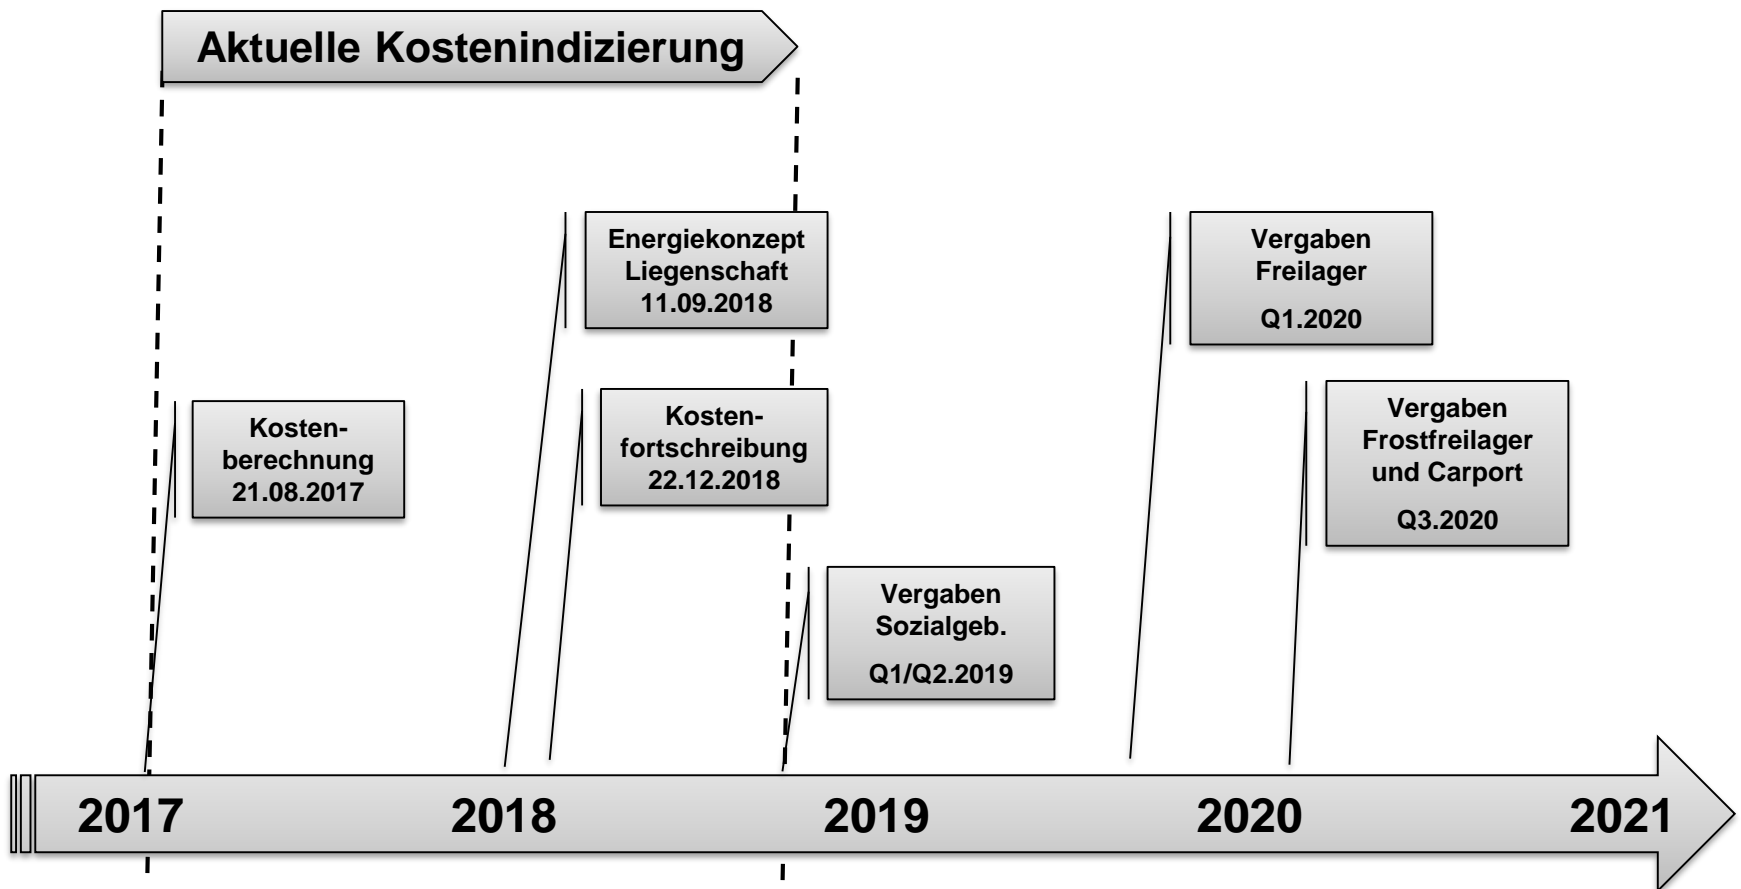 Aktuelle Kostenindizierung
Energiekonzept
Liegenschaft
11.09.2018
Vergaben
Freilager
Q1.2020
Kosten-
berechnung
21.08.2017
Kosten-
fortschreibung
22.12.2018
Vergaben
Frostfreilager
und Carport
Q3.2020
Vergaben
Sozialgeb.
Q1/Q2.2019
2017 2018 2019 2020 2021